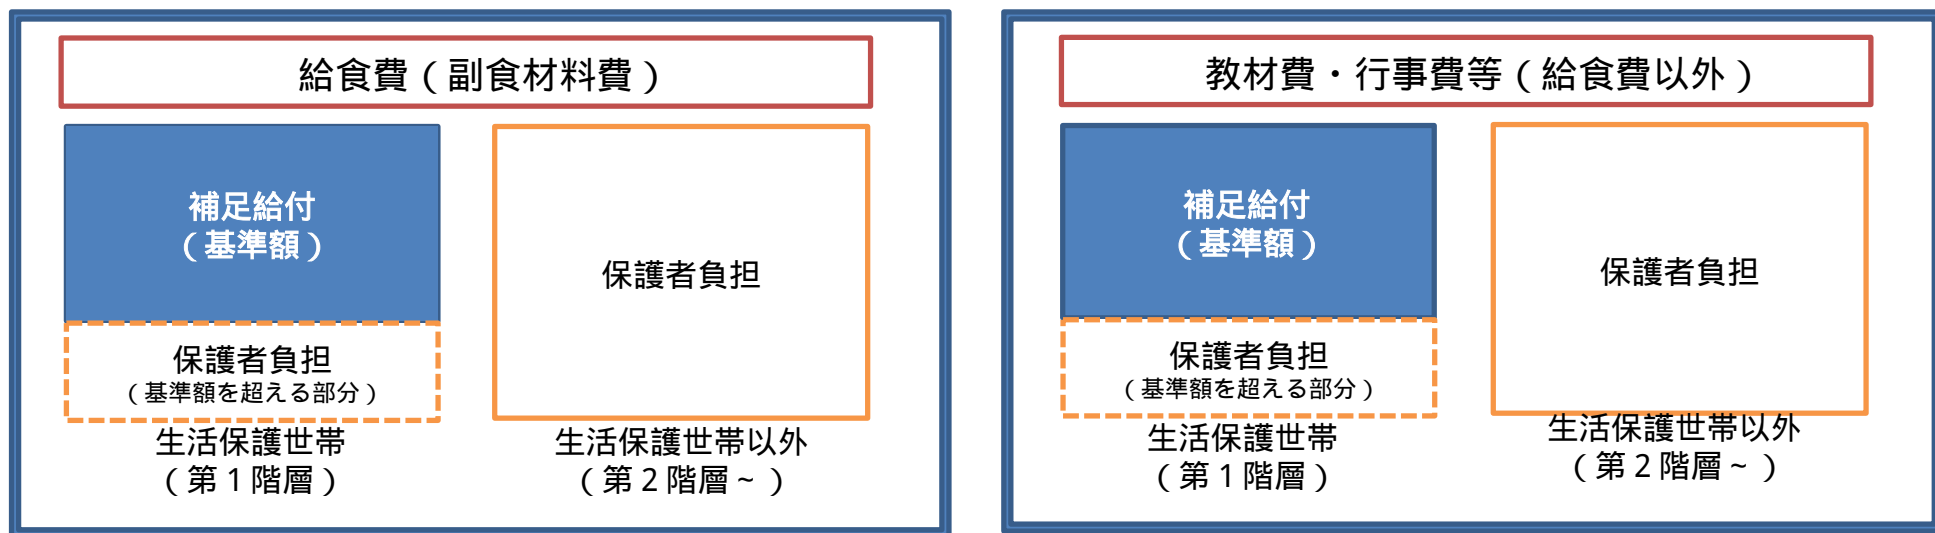 給食費（副食材料費）
補足給付
（基準額）
保護者負担
（基準額を超える部分）
生活保護世帯
（第１階層）
保護者負担
生活保護世帯以外
（第２階層～）
教材費・行事費等（給食費以外）
補足給付
（基準額）
保護者負担
（基準額を超える部分）
生活保護世帯
（第１階層）
保護者負担
生活保護世帯以外
（第２階層～）